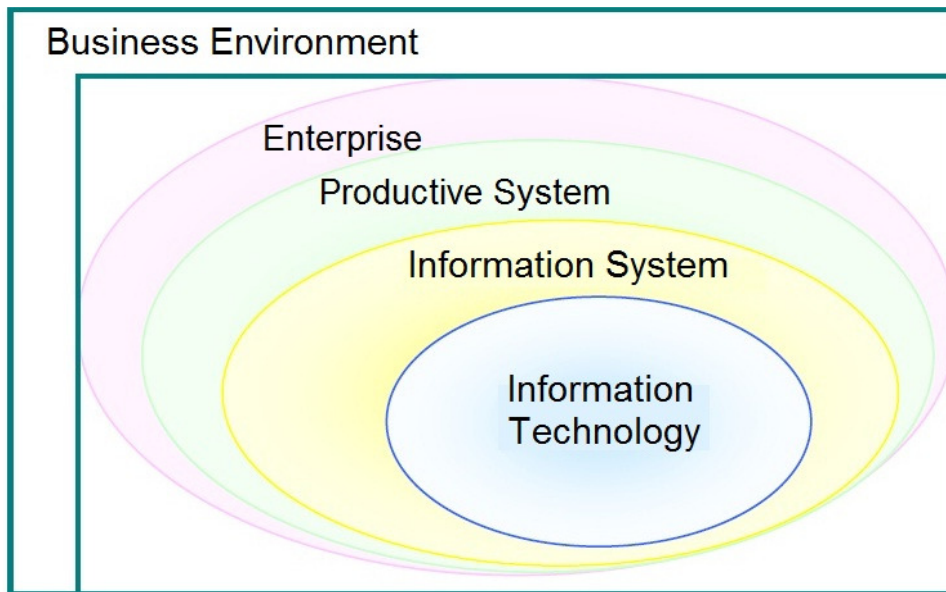 Business Environment
Enterprise
Productive System
Information System
Information
Technology